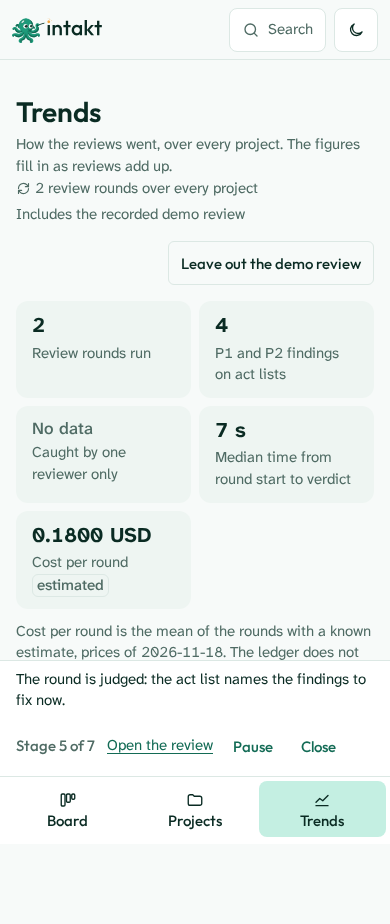 intakt
Search
Trends
How the reviews went, over every project. The figures
fill in as reviews add up.
2 review rounds over every project
Includes the recorded demo review
Leave out the demo review
2
Review rounds run
4
P1 and P2 findings
on act lists
No data
Caught by one
reviewer only
7 s
Median time from
round start to verdict
0.1800 USD
Cost per round
estimated
Cost per round is the mean of the rounds with a known
estimate, prices of 2026-11-18. The ledger does not
The round is judged: the act list names the findings to
fix now.
Stage 5 of 7 Open the review Pause Close
Board Projects Trends